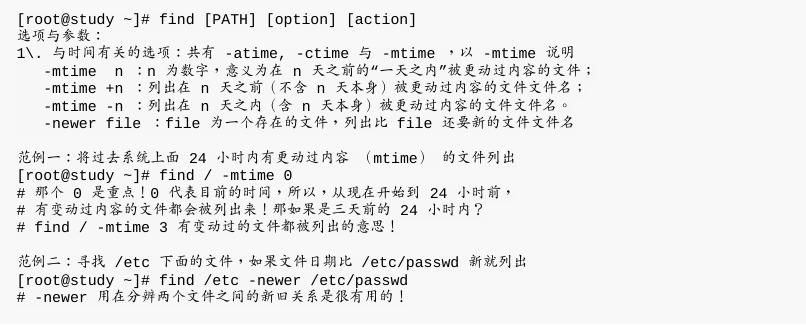 [root@study ~]# find [PATH] [option] [action]
选项与参数：
1\. 与时间有关的选项：共有 -atime, -ctime 与 -mtime ，以 -mtime 说明
-mtime n ：n 为数字，意义为在 n 天之前的“一天之内”被更动过内容的文件；
-mtime +n ：列出在 n 天之前（不含 n 天本身）被更动过内容的文件文件名；
-mtime -n ：列出在 n 天之内（含 n 天本身）被更动过内容的文件文件名。
-newer file ：file 为一个存在的文件，列出比 file 还要新的文件文件名
范例一：将过去系统上面 24 小时内有更动过内容 （mtime） 的文件列出
[root@study ~]# find / -mtime 0
# 那个 0 是重点！0 代表目前的时间，所以，从现在开始到 24 小时前，
# 有变动过内容的文件都会被列出来！那如果是三天前的 24 小时内？
# find / -mtime 3 有变动过的文件都被列出的意思！
范例二：寻找 /etc 下面的文件，如果文件日期比 /etc/passwd 新就列出
[root@study ~]# find /etc -newer /etc/passwd
# -newer 用在分辨两个文件之间的新旧关系是很有用的！